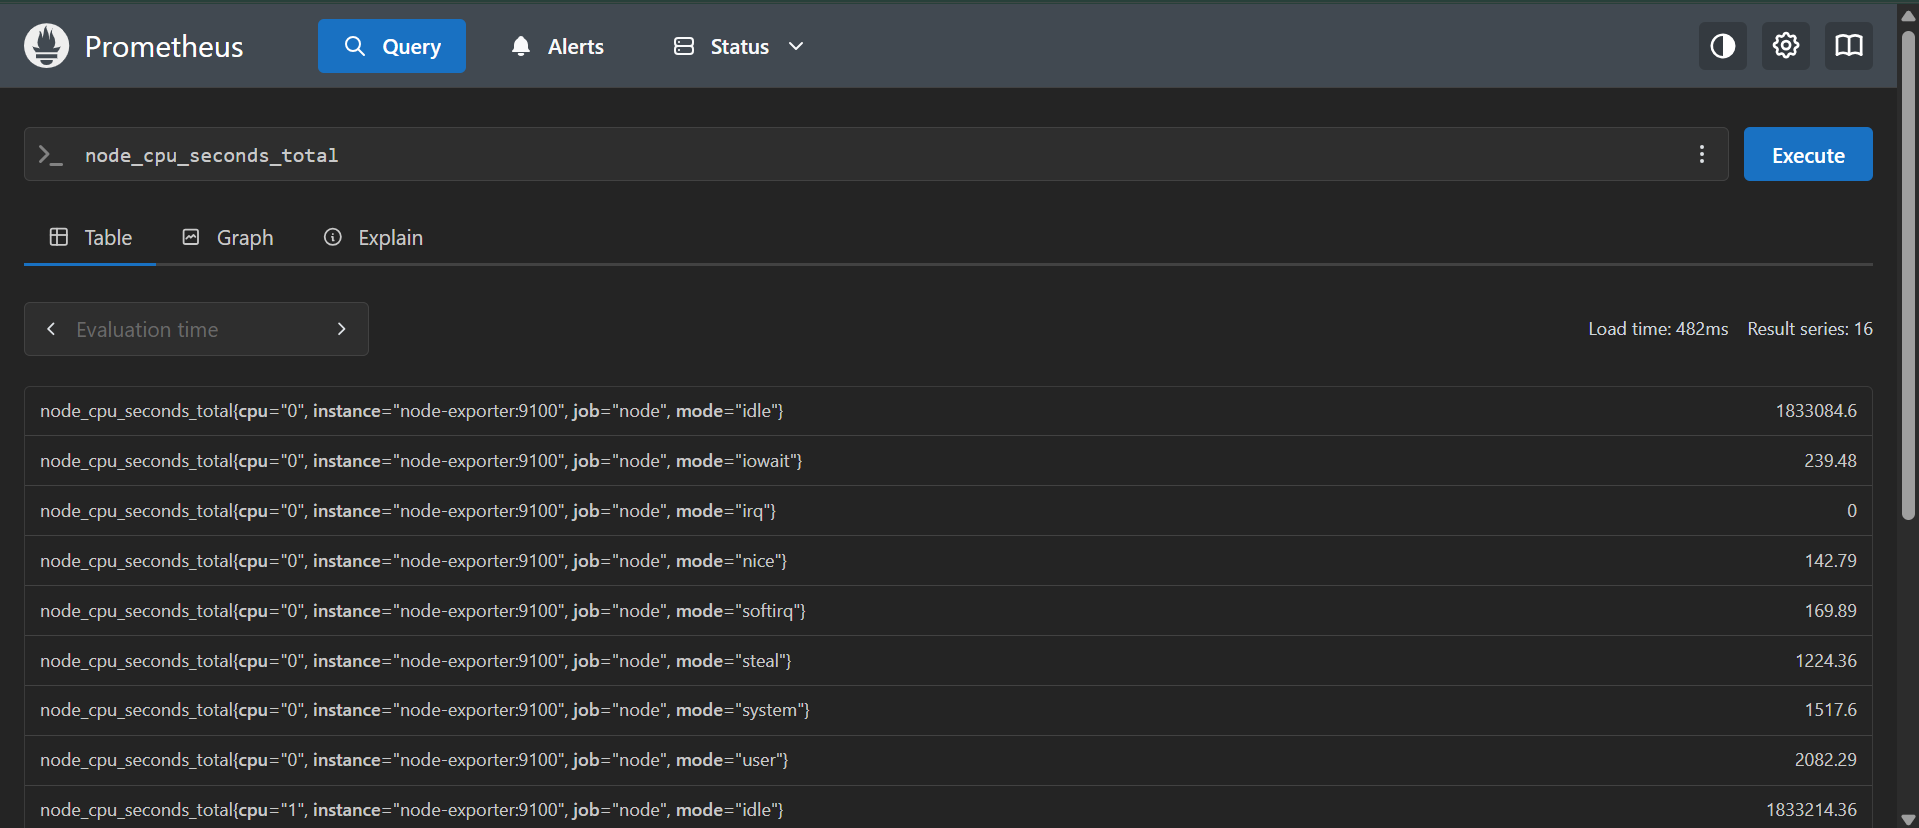 Prometheus Query Alerts Status
node_cpu_seconds_total Execute
Table Graph Explain
Evaluation time Load time: 482ms Result series: 16
node_cpu_seconds_total{cpu="0", instance="node-exporter:9100", job="node", mode="idle"} 1833084.6
node_cpu_seconds_total{cpu="0", instance="node-exporter:9100", job="node", mode="iowait"} 239.48
node_cpu_seconds_total{cpu="0", instance="node-exporter:9100", job="node", mode="irq"} 0
node_cpu_seconds_total{cpu="0", instance="node-exporter:9100", job="node", mode="nice"} 142.79
node_cpu_seconds_total{cpu="0", instance="node-exporter:9100", job="node", mode="softirq"} 169.89
node_cpu_seconds_total{cpu="0", instance="node-exporter:9100", job="node", mode="steal"} 1224.36
node_cpu_seconds_total{cpu="0", instance="node-exporter:9100", job="node", mode="system"} 1517.6
node_cpu_seconds_total{cpu="0", instance="node-exporter:9100", job="node", mode="user"} 2082.29
node_cpu_seconds_total{cpu="1", instance="node-exporter:9100", job="node", mode="idle"} 1833214.36